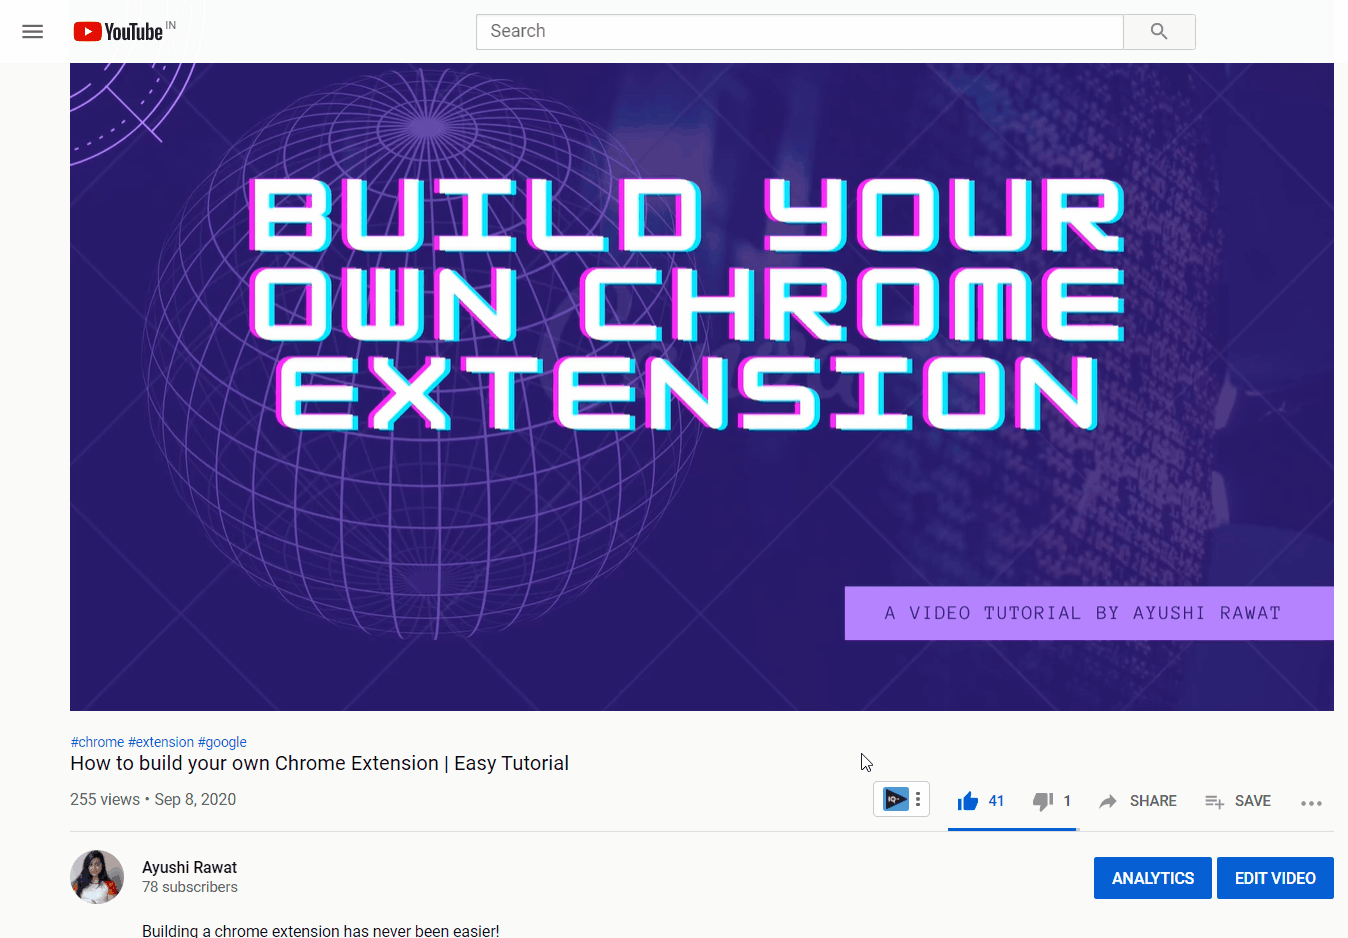 YouTube IN
Search
BUILD YOUR
OWN CHROME
EXTENSION
A VIDEO TUTORIAL BY AYUSHI RAWAT
#chrome #extension #google
How to build your own Chrome Extension | Easy Tutorial
255 views • Sep 8, 2020
IQ
41
1
SHARE
SAVE
Ayushi Rawat
78 subscribers
ANALYTICS
EDIT VIDEO
Building a chrome extension has never been easier!